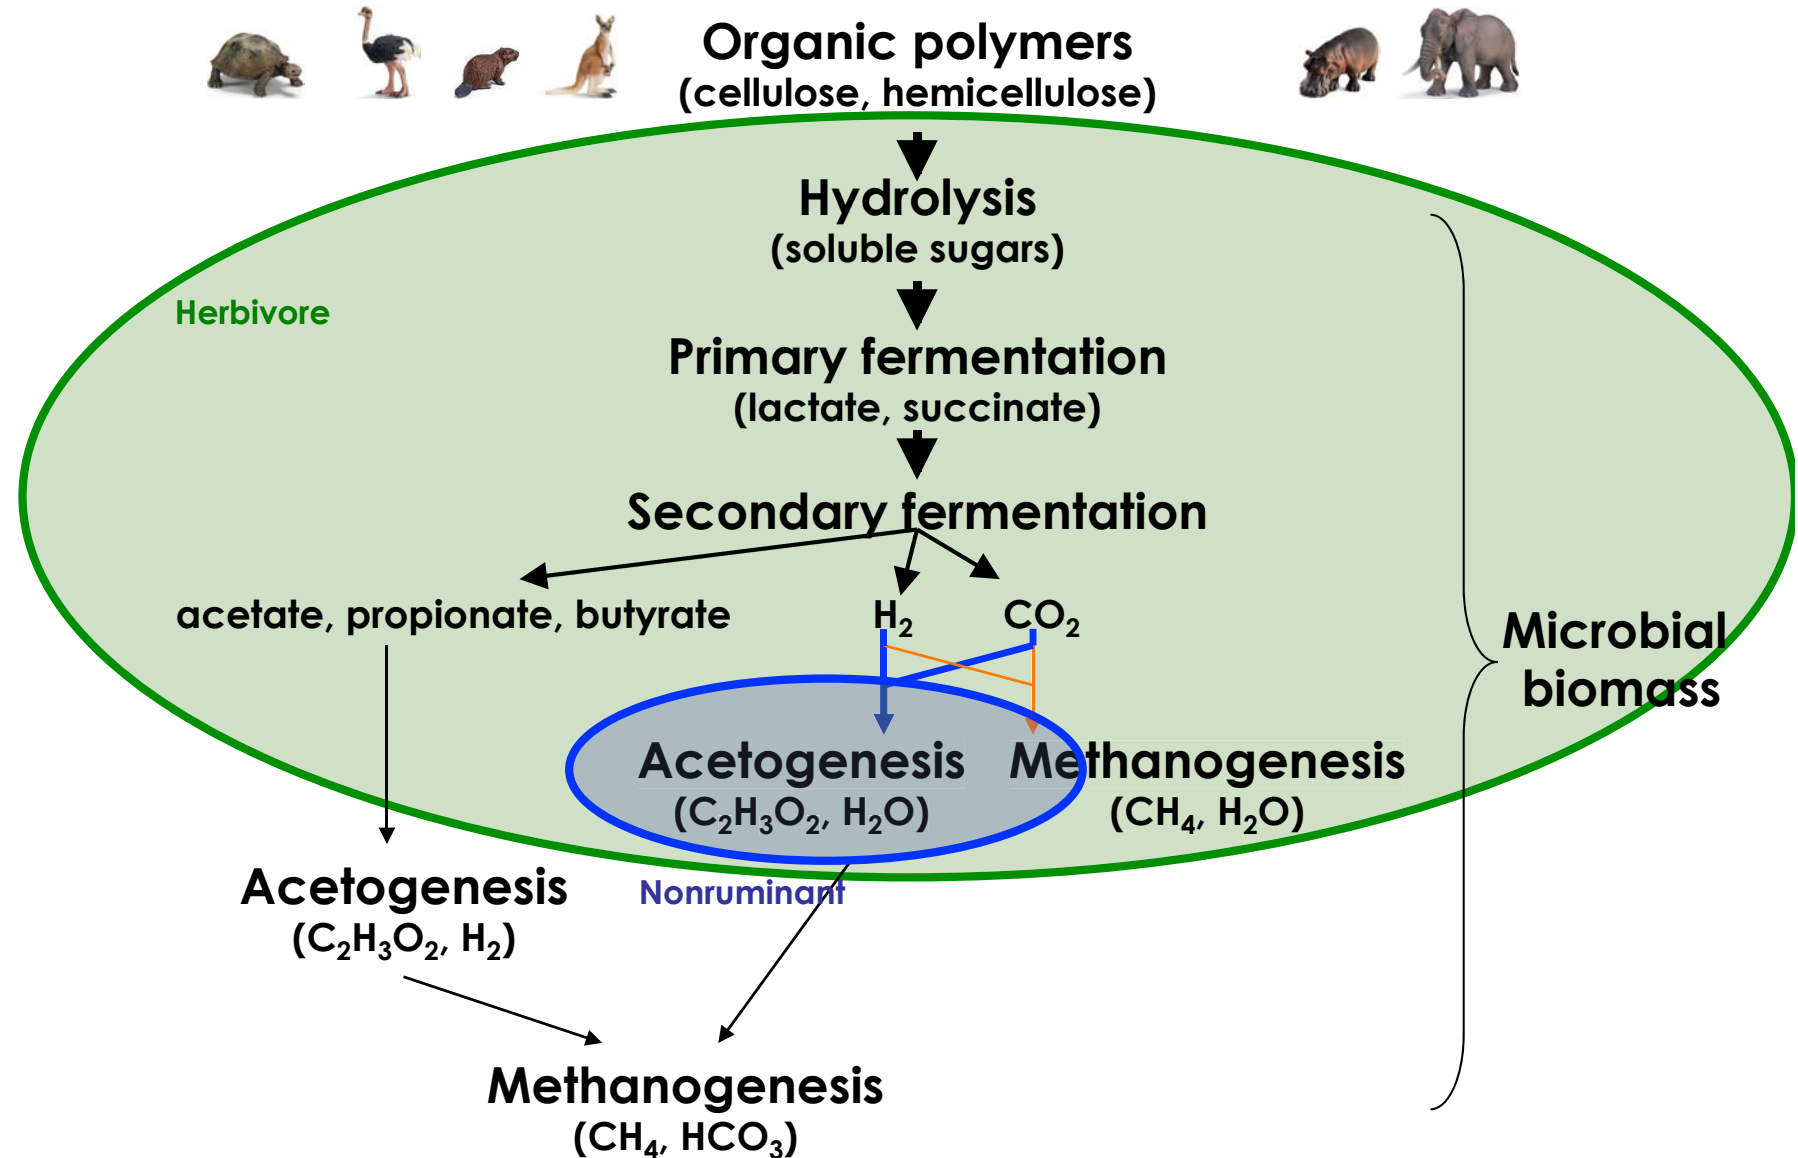 Organic polymers
(cellulose, hemicellulose)
Hydrolysis
(soluble sugars)
Herbivore
Primary fermentation
(lactate, succinate)
Secondary fermentation
acetate, propionate, butyrate
H₂
CO₂
Microbial
biomass
Acetogenesis
(C₂H₃O₂, H₂O)
Methanogenesis
(CH₄, H₂O)
Nonruminant
Acetogenesis
(C₂H₃O₂, H₂)
Methanogenesis
(CH₄, HCO₃)